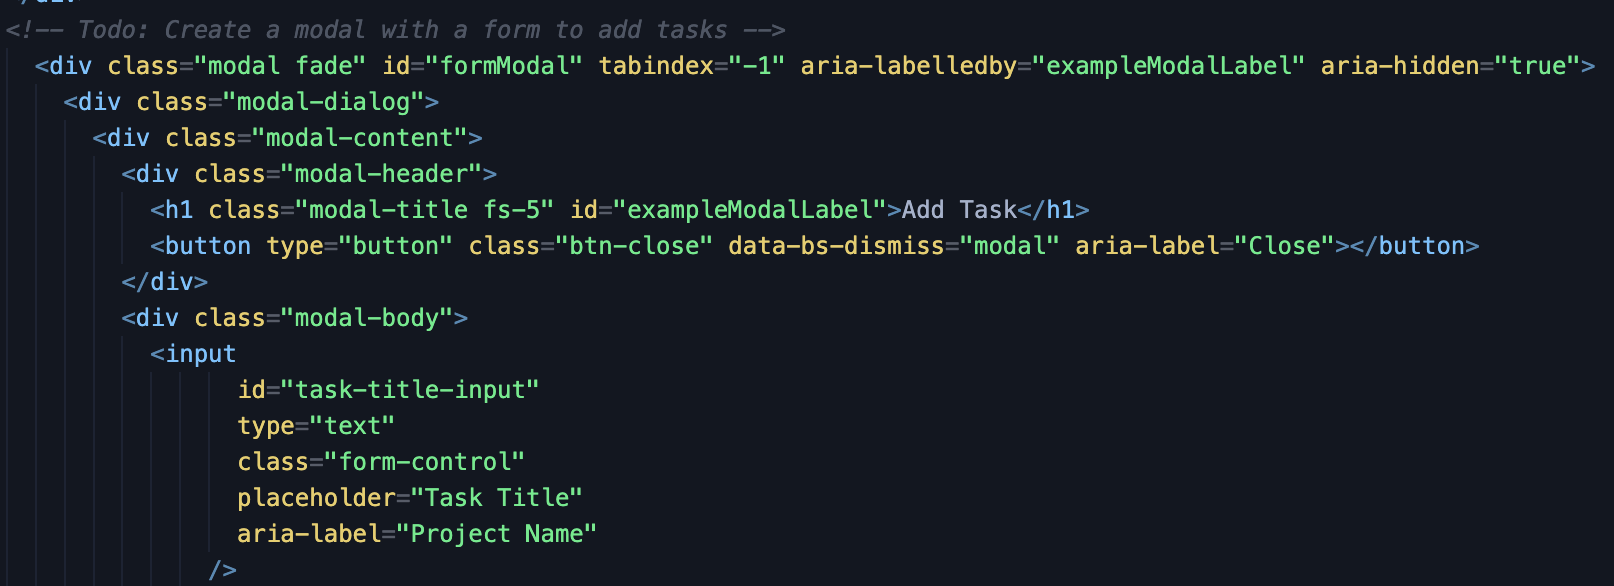 </div>
<!-- Todo: Create a modal with a form to add tasks -->
<div class="modal fade" id="formModal" tabindex="-1" aria-labelledby="exampleModalLabel" aria-hidden="true">
<div class="modal-dialog">
<div class="modal-content">
<div class="modal-header">
<h1 class="modal-title fs-5" id="exampleModalLabel">Add Task</h1>
<button type="button" class="btn-close" data-bs-dismiss="modal" aria-label="Close"></button>
</div>
<div class="modal-body">
<input
id="task-title-input"
type="text"
class="form-control"
placeholder="Task Title"
aria-label="Project Name"
/>